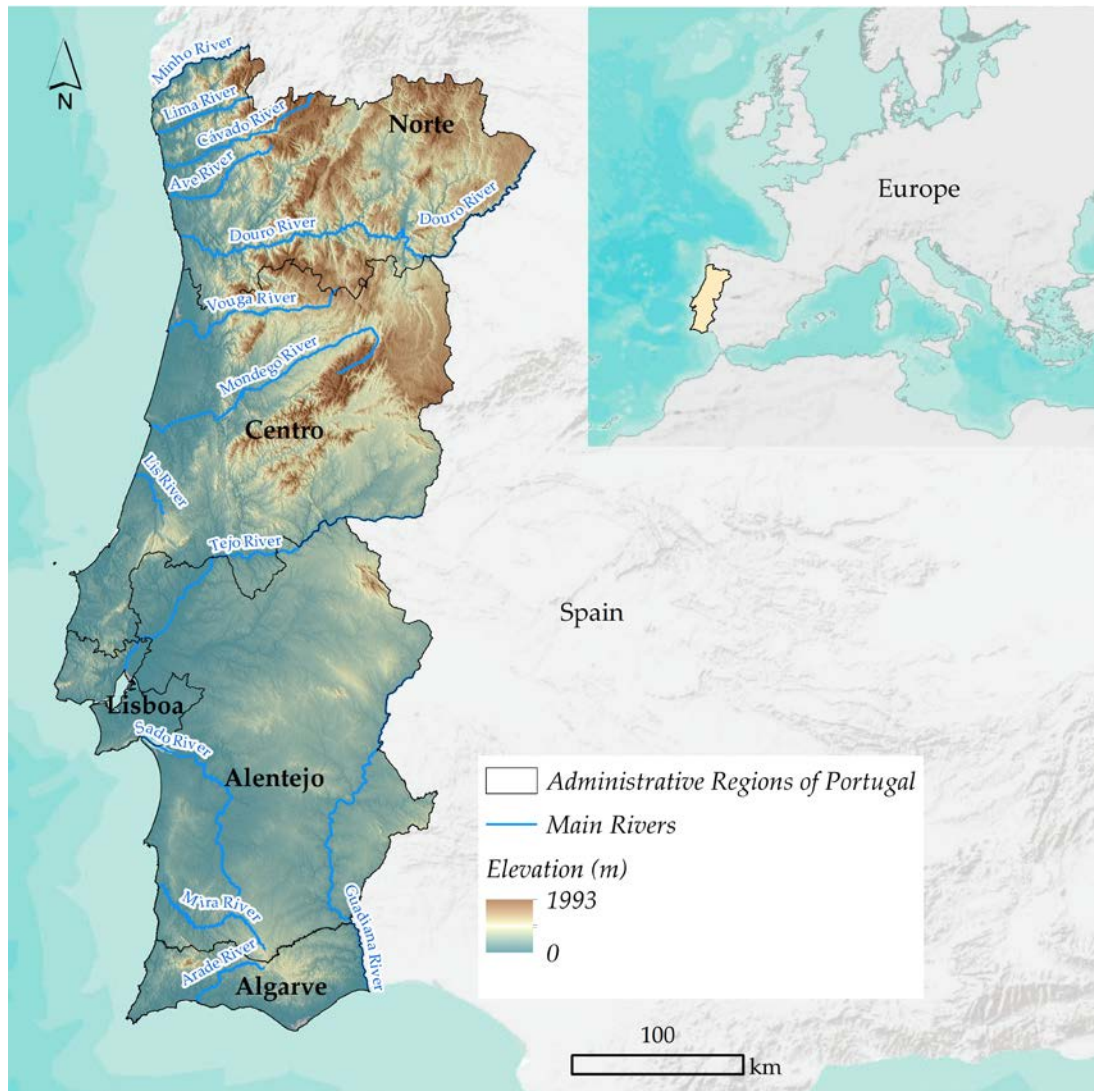 N
Minho River
Lima River
Cávado River
Ave River
Norte
Douro River
Douro River
Vouga River
Mondego River
Centro
Lis River
Tejo River
Lisboa
Sado River
Alentejo
Mira River
Guadiana River
Arade River
Algarve
Europe
Spain
Administrative Regions of Portugal
Main Rivers
Elevation (m)
1993
0
100
km